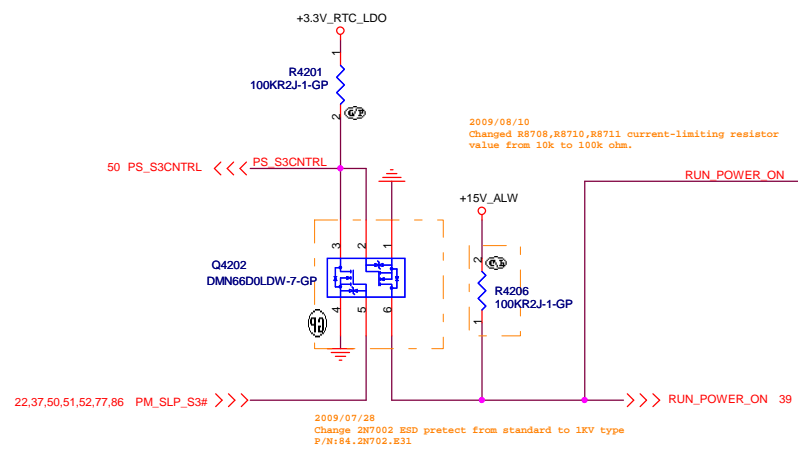 +3.3V_RTC_LDO
1
R4201
100KR2J-1-GP
2
2009/08/10
Changed R8708,R8710,R8711 current-limiting resistor
value from 10k to 100k ohm.
50 PS_S3CNTRL
PS_S3CNTRL
RUN_POWER_ON
+15V_ALW
3 2 1
Q4202
DMN66D0LDW-7-GP
2
R4206
100KR2J-1-GP
1
4 5 6
22,37,50,51,52,77,86 PM_SLP_S3#
RUN_POWER_ON 39
2009/07/28
Change 2N7002 ESD pretect from standard to 1KV type
P/N:84.2N702.E31